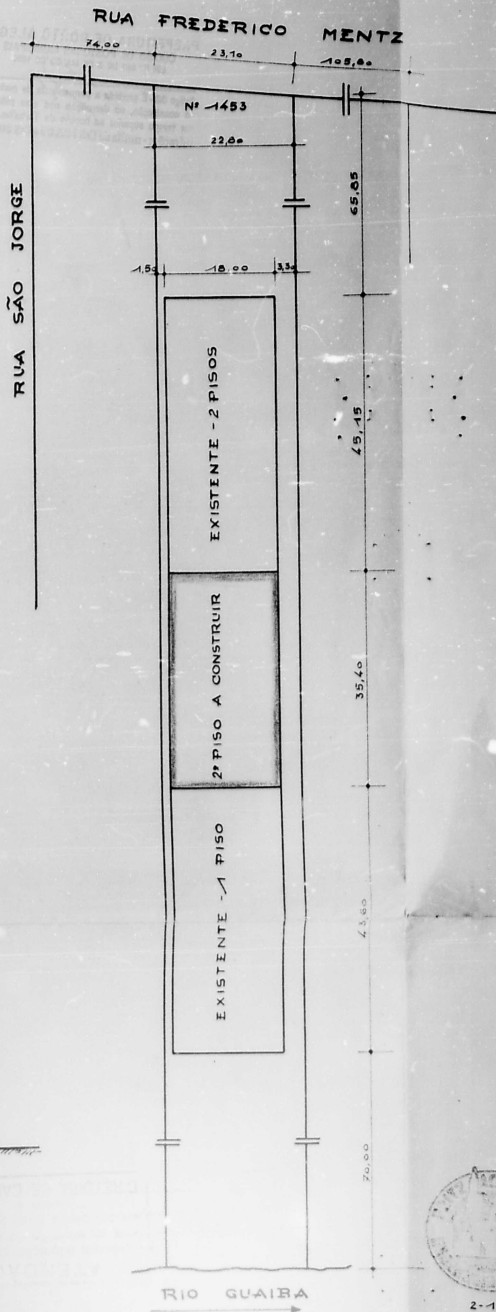 RUA FREDERICO MENTZ
74,00
23,10
105,60
Nº 1453
22,80
RUA SÃO JORGE
65,85
1,50
18.00
3,30
EXISTENTE - 2 PISOS
45,15
2º PISO A CONSTRUIR
35,40
EXISTENTE - 1 PISO
43,60
70,00
RIO GUAIBA